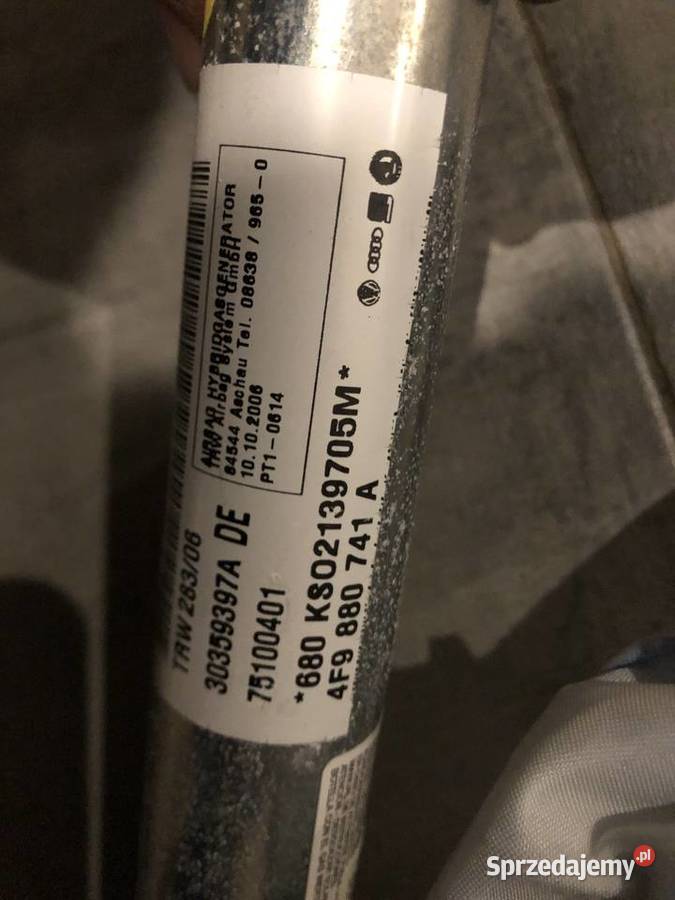 AIRBAG HYBRIDGASGENERATOR
TRW Airbag System GmbH
84544 Aschau Tel. 08638 / 965-0
10.10.2006
PT1-0614
TRW 283/06
30359397A DE
75100401
*680 KS02139705M*
4F9 880 741 A
Sprzedajemy.pl